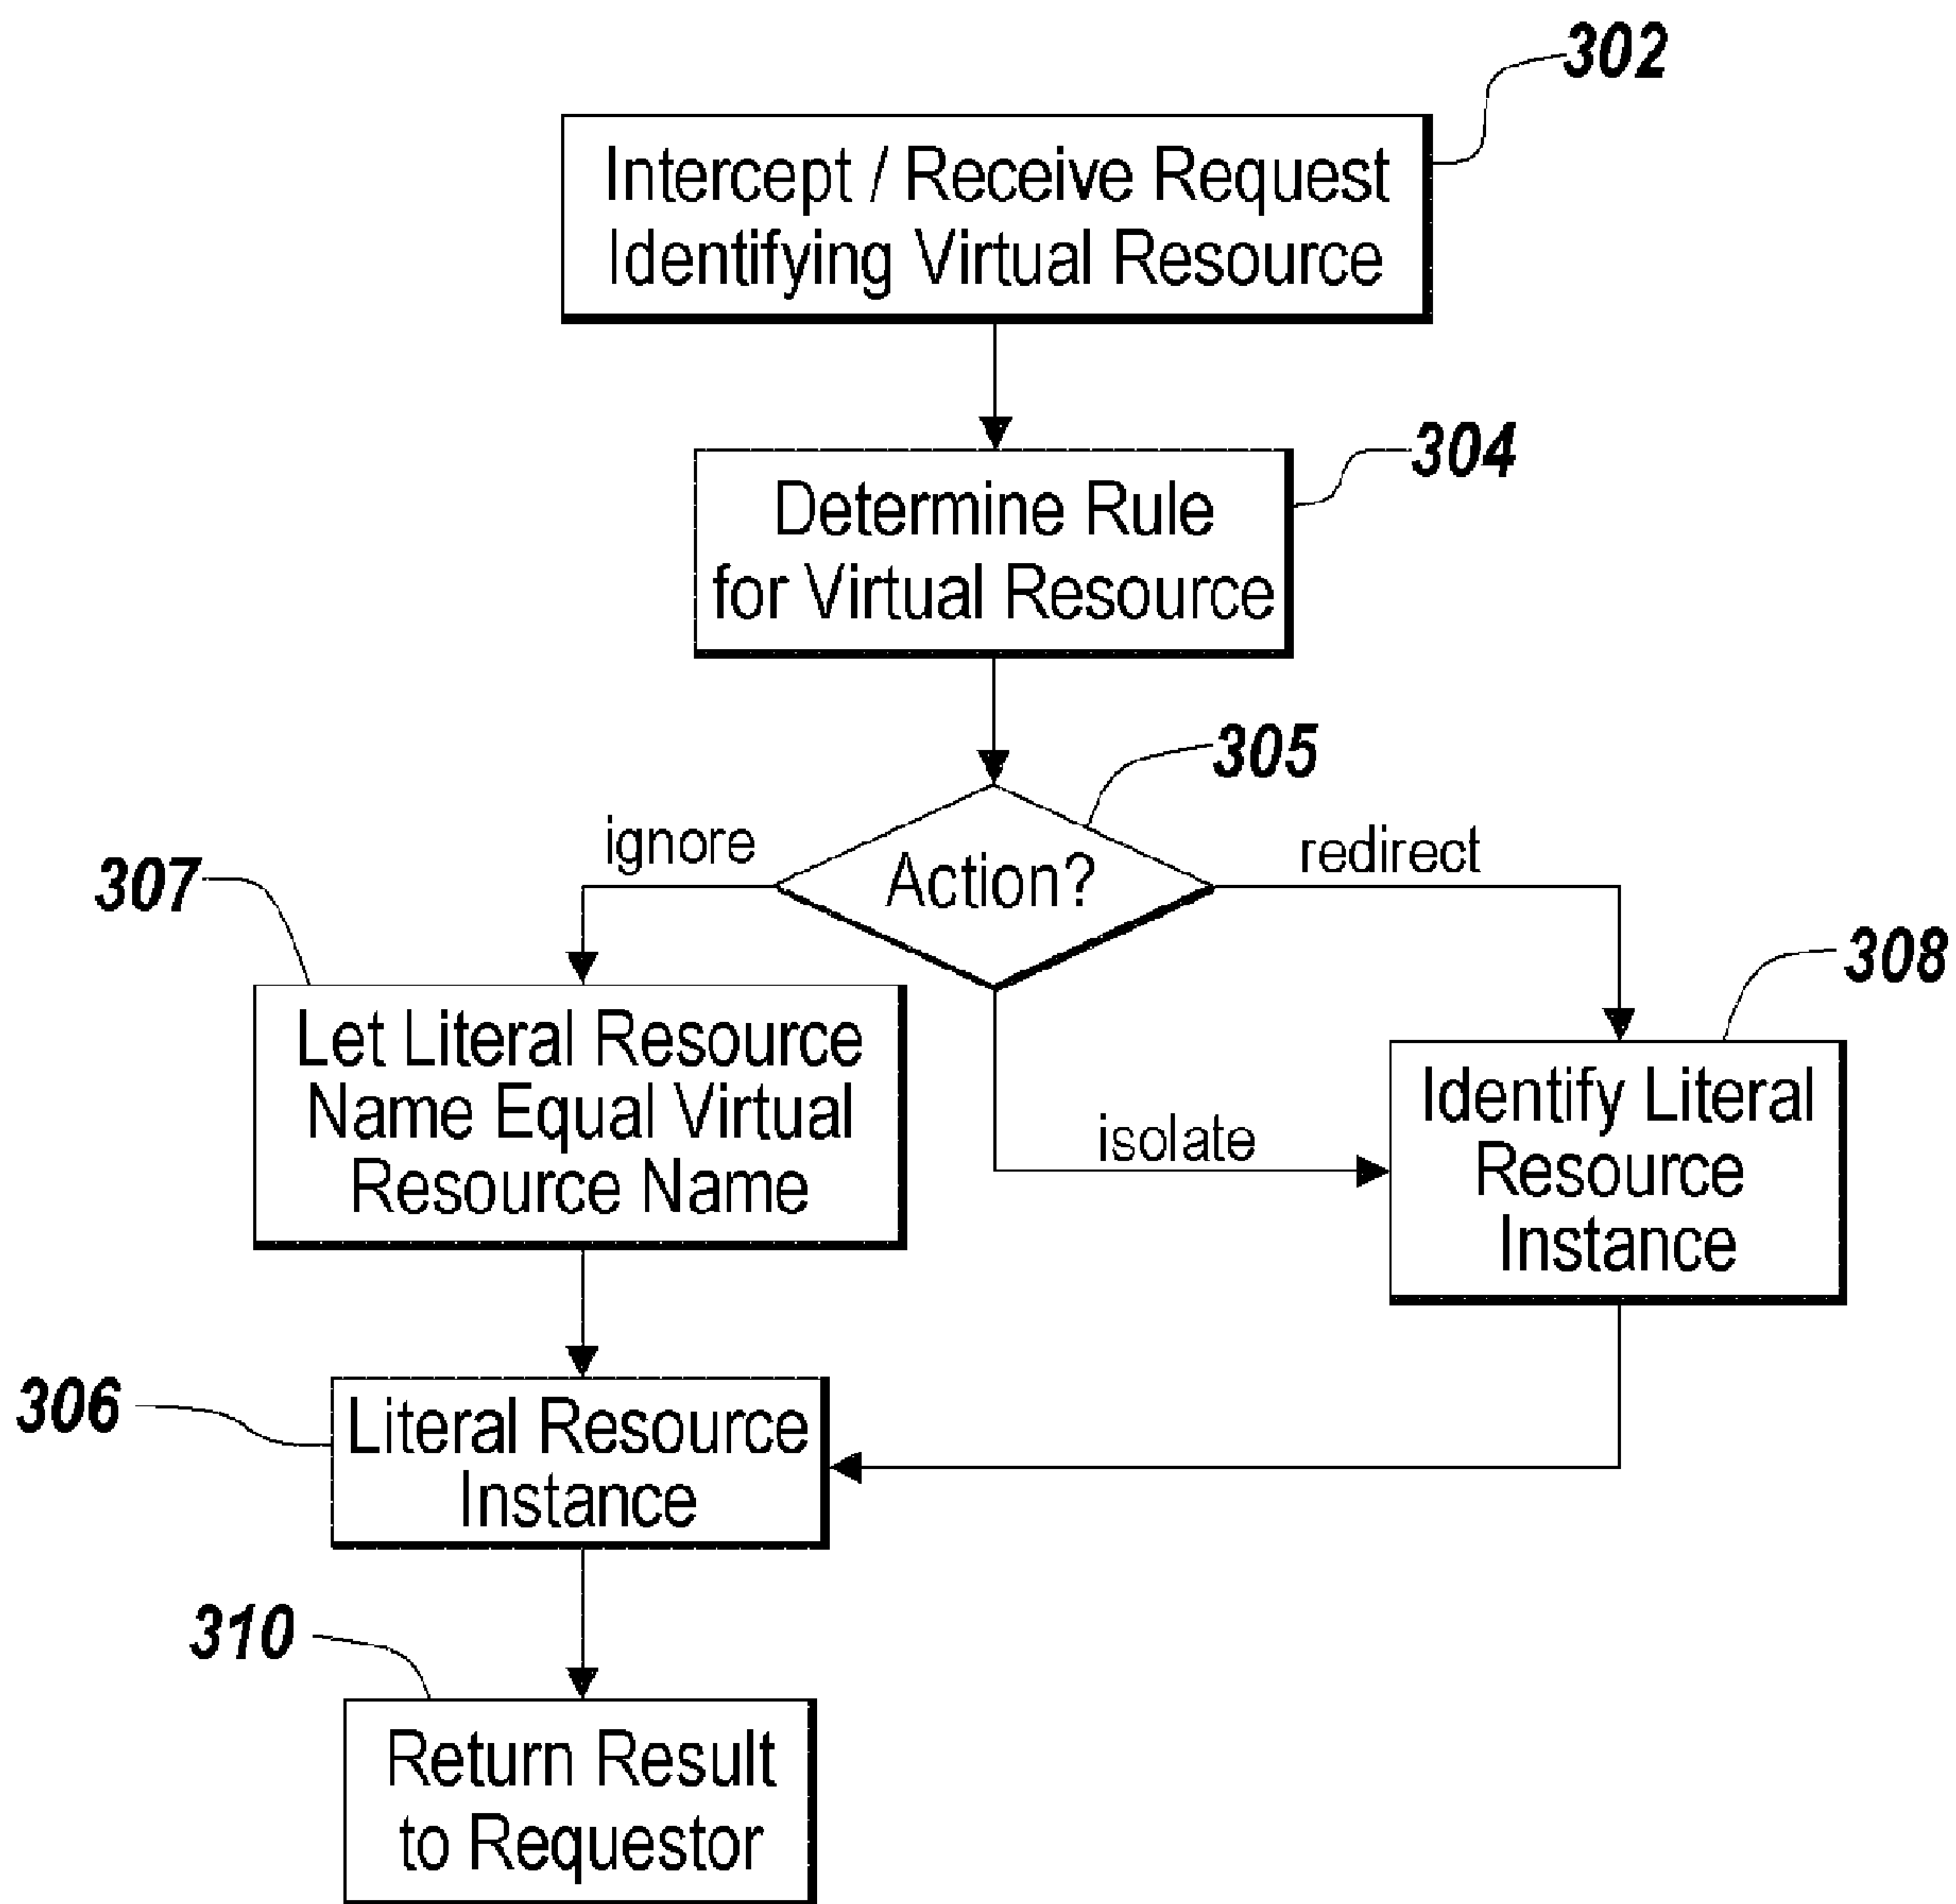 302
Intercept / Receive Request
Identifying Virtual Resource
304
Determine Rule
for Virtual Resource
305
ignore
Action?
redirect
307
308
Let Literal Resource
Name Equal Virtual
Resource Name
isolate
Identify Literal
Resource
Instance
306
Literal Resource
Instance
310
Return Result
to Requestor